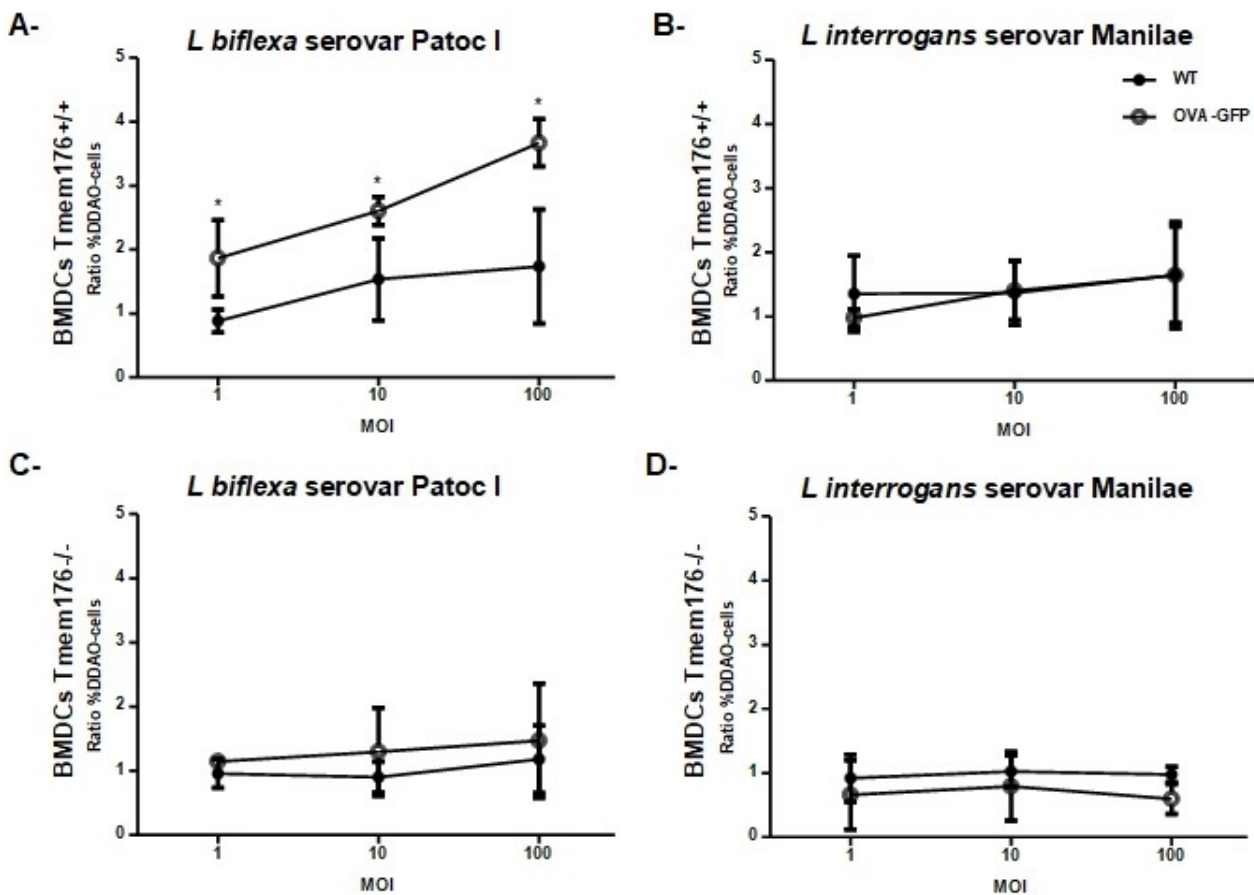 A-
L biflexa serovar Patoc I
BMDCs Tmem176+/+
Ratio %DDAO-cells
5
4
3
2
1
0
*
*
*
1 10 100
MOI
B-
L interrogans serovar Manilae
WT
OVA-GFP
BMDCs Tmem176+/+
Ratio %DDAO-cells
5
4
3
2
1
0
1 10 100
MOI
C-
L biflexa serovar Patoc I
BMDCs Tmem176-/-
Ratio %DDAO-cells
5
4
3
2
1
0
1 10 100
MOI
D-
L interrogans serovar Manilae
BMDCs Tmem176-/-
Ratio %DDAO-cells
5
4
3
2
1
0
1 10 100
MOI